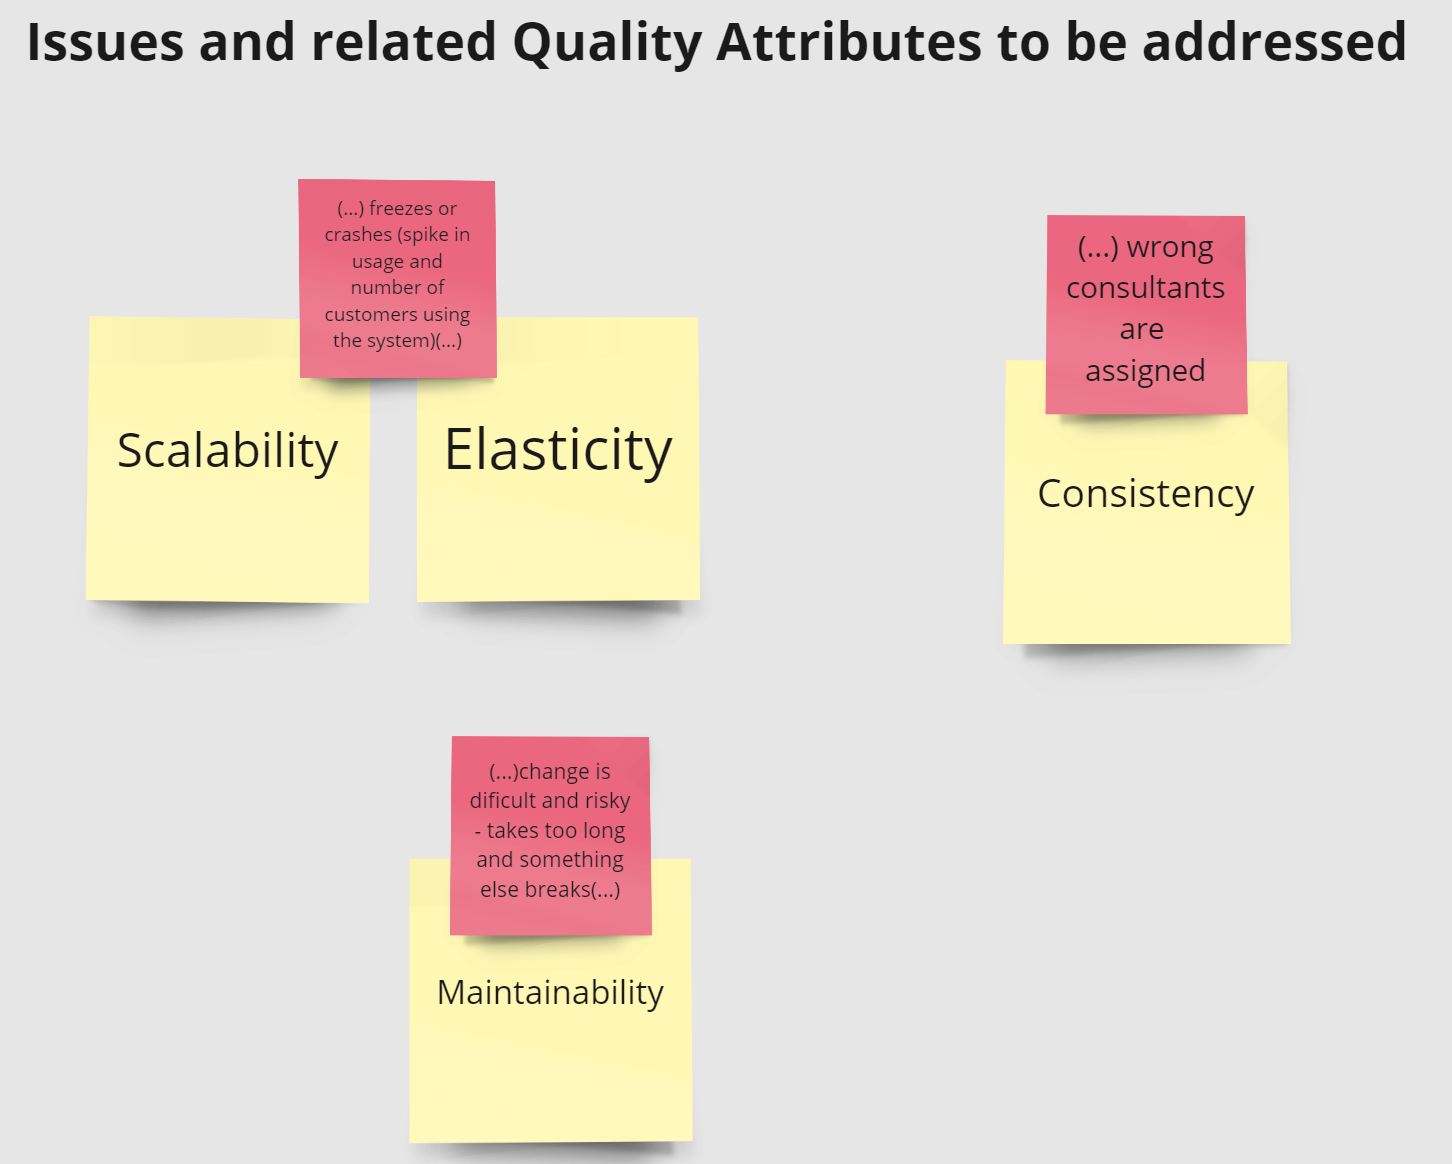 Issues and related Quality Attributes to be addressed
(...) freezes or
crashes (spike in
usage and
number of
customers using
the system)(...)
Scalability
Elasticity
(...) wrong
consultants
are
assigned
Consistency
(...)change is
dificult and risky
- takes too long
and something
else breaks(...)
Maintainability